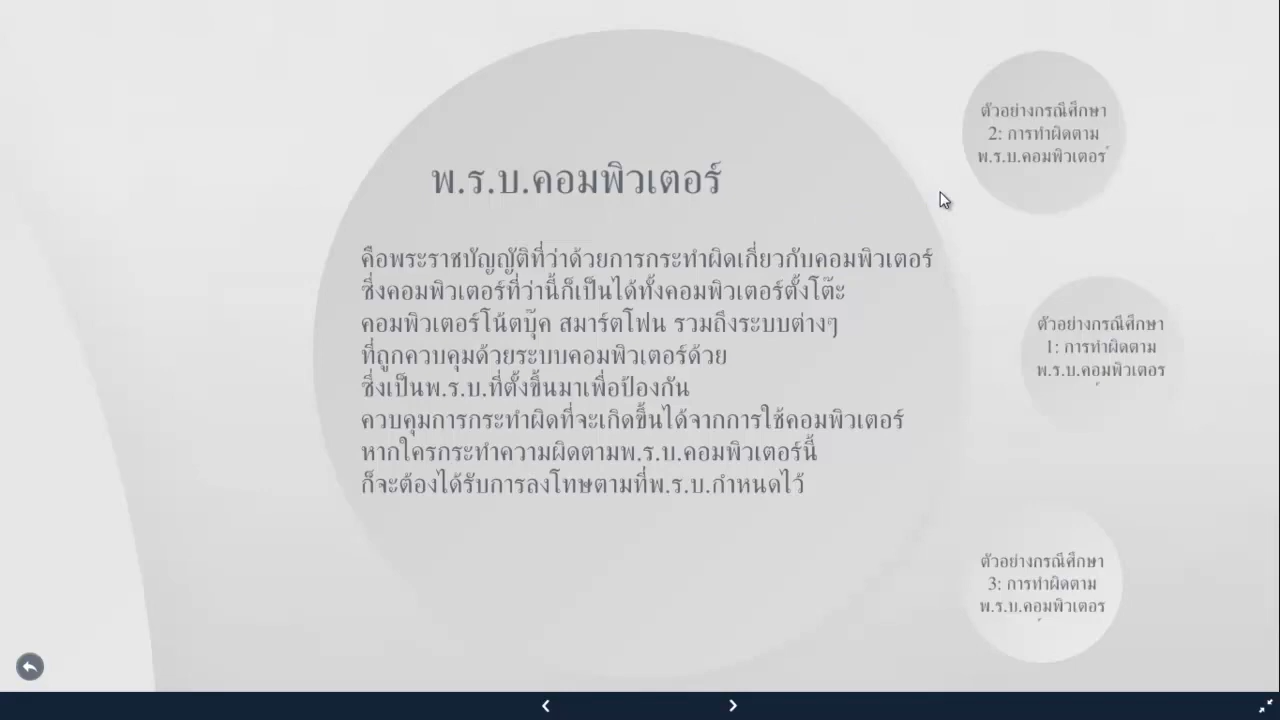 พ.ร.บ.คอมพิวเตอร์
คือพระราชบัญญัติที่ว่าด้วยการกระทำผิดเกี่ยวกับคอมพิวเตอร์
ซึ่งคอมพิวเตอร์ที่ว่านี้ก็เป็นได้ทั้งคอมพิวเตอร์ตั้งโต๊ะ
คอมพิวเตอร์โน้ตบุ๊ค สมาร์ตโฟน รวมถึงระบบต่างๆ
ที่ถูกควบคุมด้วยระบบคอมพิวเตอร์ด้วย
ซึ่งเป็นพ.ร.บ.ที่ตั้งขึ้นมาเพื่อป้องกัน
ควบคุมการกระทำผิดที่จะเกิดขึ้นได้จากการใช้คอมพิวเตอร์
หากใครกระทำความผิดตามพ.ร.บ.คอมพิวเตอร์นี้
ก็จะต้องได้รับการลงโทษตามที่พ.ร.บ.กำหนดไว้
ตัวอย่างกรณีศึกษา
2: การทำผิดตาม
พ.ร.บ.คอมพิวเตอร์
ตัวอย่างกรณีศึกษา
1: การทำผิดตาม
พ.ร.บ.คอมพิวเตอร์
ตัวอย่างกรณีศึกษา
3: การทำผิดตาม
พ.ร.บ.คอมพิวเตอร์